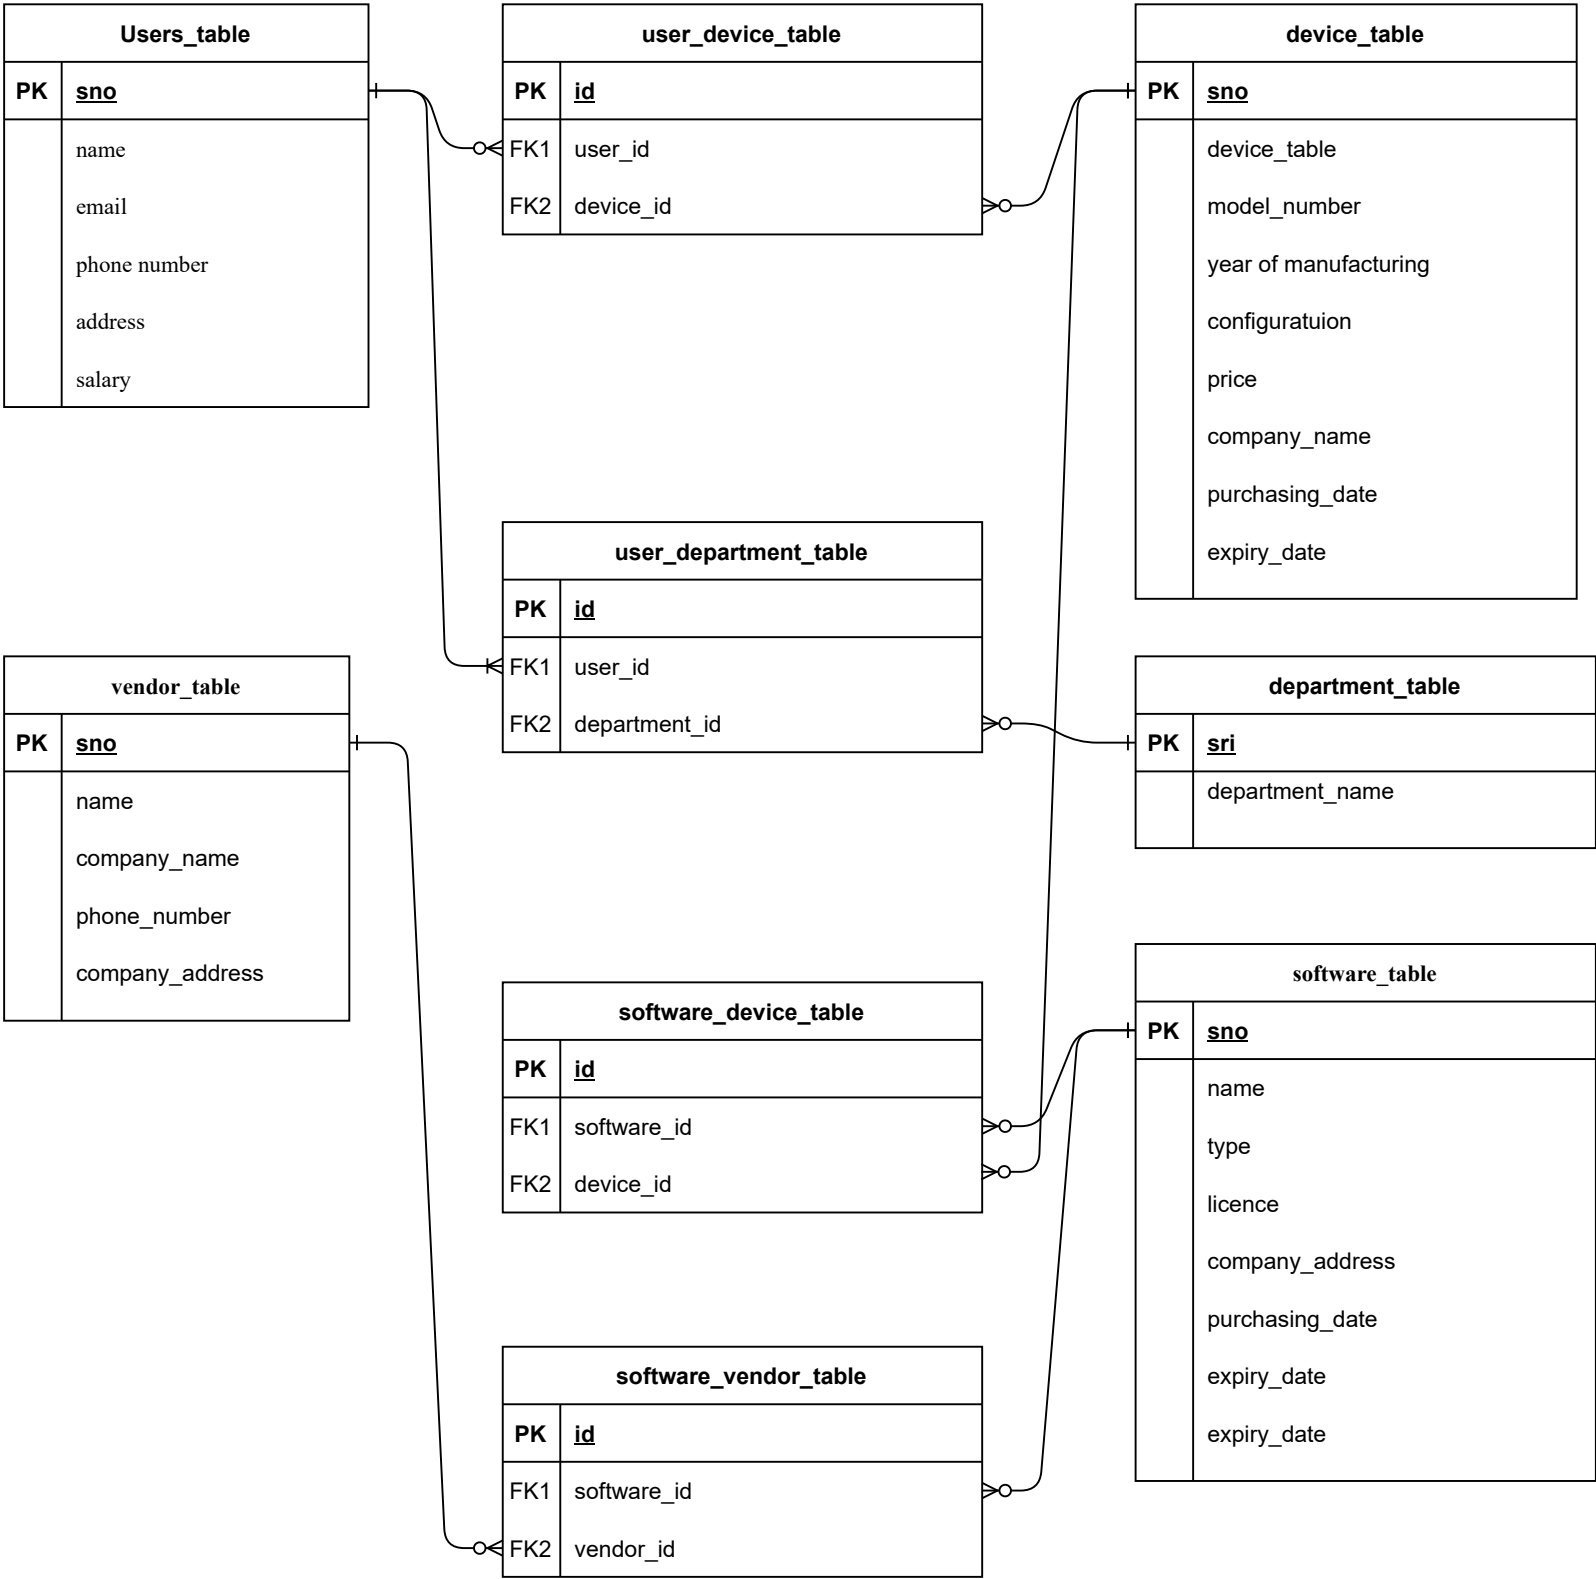 Users_table
PK sno
name
email
phone number
address
salary
user_device_table
PK id
FK1 user_id
FK2 device_id
device_table
PK sno
device_table
model_number
year of manufacturing
configuratuion
price
company_name
purchasing_date
expiry_date
user_department_table
PK id
FK1 user_id
FK2 department_id
vendor_table
PK sno
name
company_name
phone_number
company_address
department_table
PK sri
department_name
software_device_table
PK id
FK1 software_id
FK2 device_id
software_table
PK sno
name
type
licence
company_address
purchasing_date
expiry_date
expiry_date
software_vendor_table
PK id
FK1 software_id
FK2 vendor_id